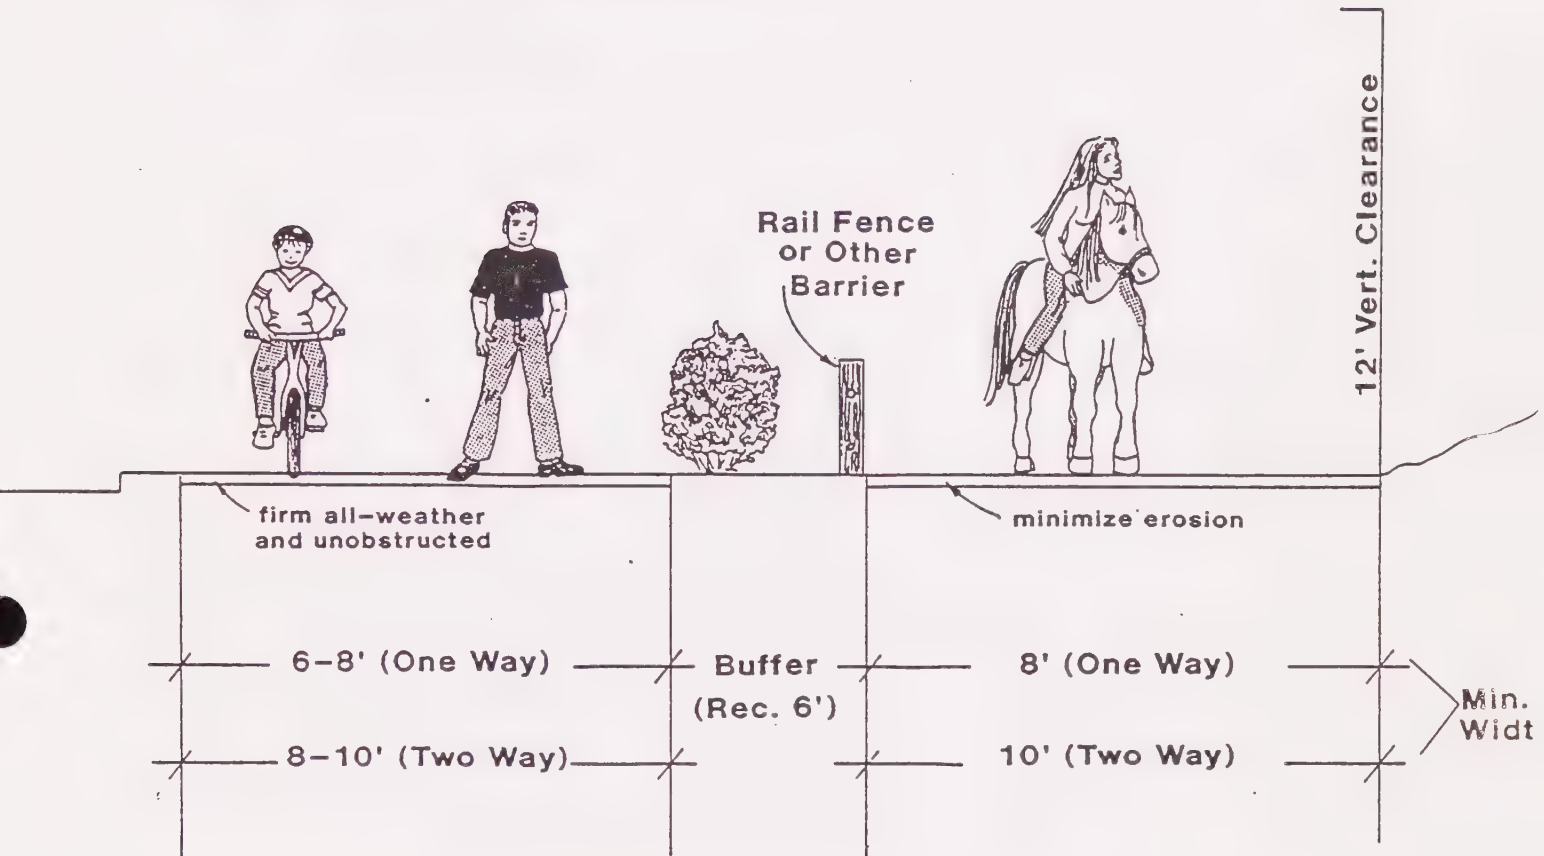 12' Vert. Clearance
Rail Fence
or Other
Barrier
firm all-weather
and unobstructed
minimize erosion
6-8' (One Way)
Buffer
(Rec. 6')
8' (One Way)
8-10' (Two Way)
10' (Two Way)
Min.
Widt